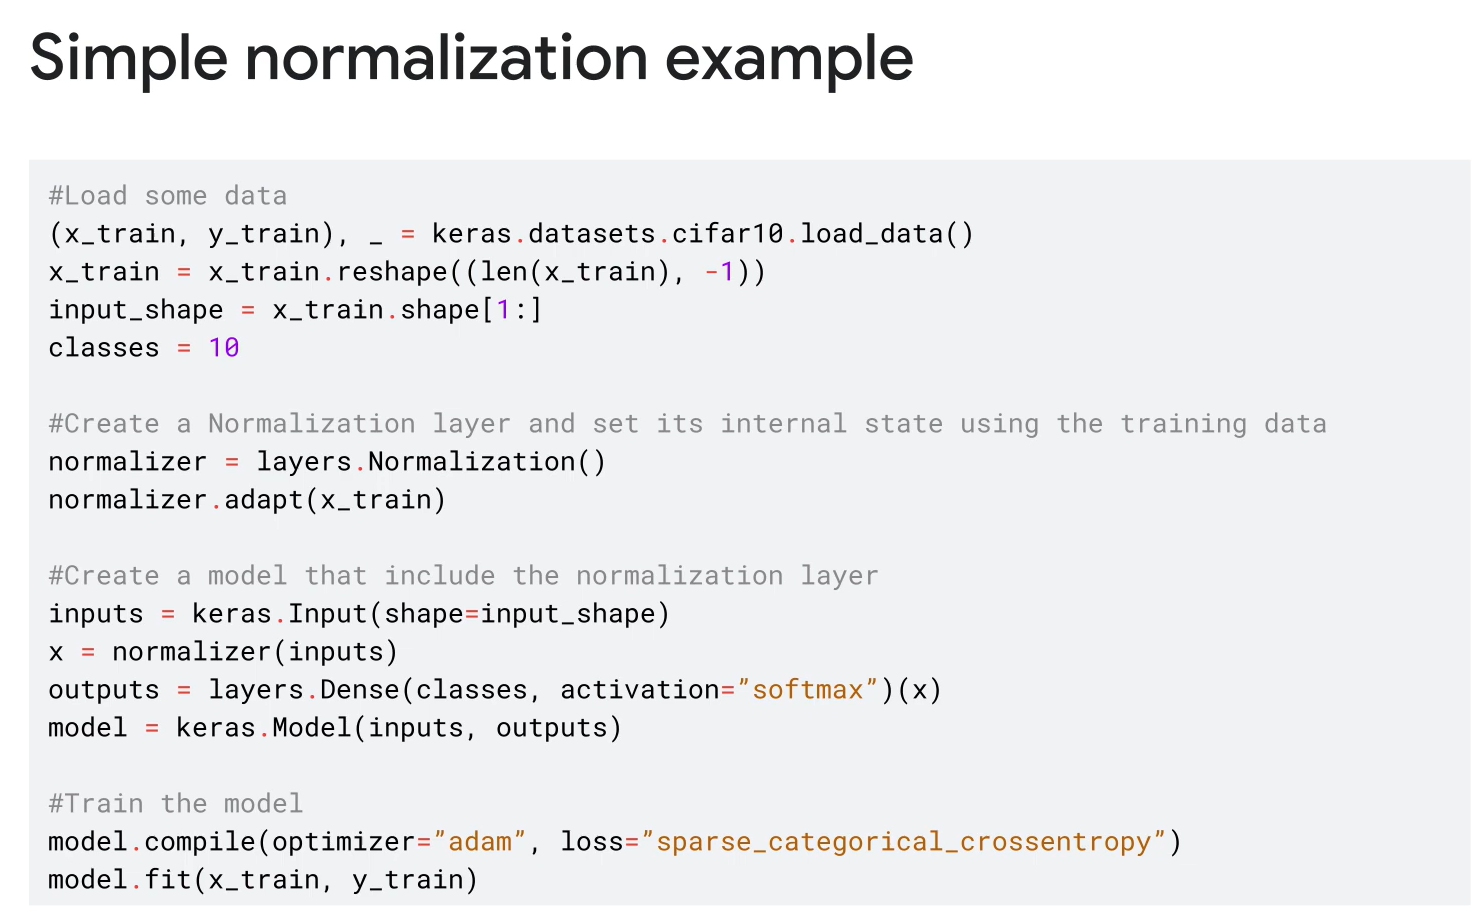 Simple normalization example
#Load some data
(x_train, y_train), _ = keras.datasets.cifar10.load_data()
x_train = x_train.reshape((len(x_train), -1))
input_shape = x_train.shape[1:]
classes = 10
#Create a Normalization layer and set its internal state using the training data
normalizer = layers.Normalization()
normalizer.adapt(x_train)
#Create a model that include the normalization layer
inputs = keras.Input(shape=input_shape)
x = normalizer(inputs)
outputs = layers.Dense(classes, activation=”softmax”)(x)
model = keras.Model(inputs, outputs)
#Train the model
model.compile(optimizer=”adam”, loss=”sparse_categorical_crossentropy”)
model.fit(x_train, y_train)